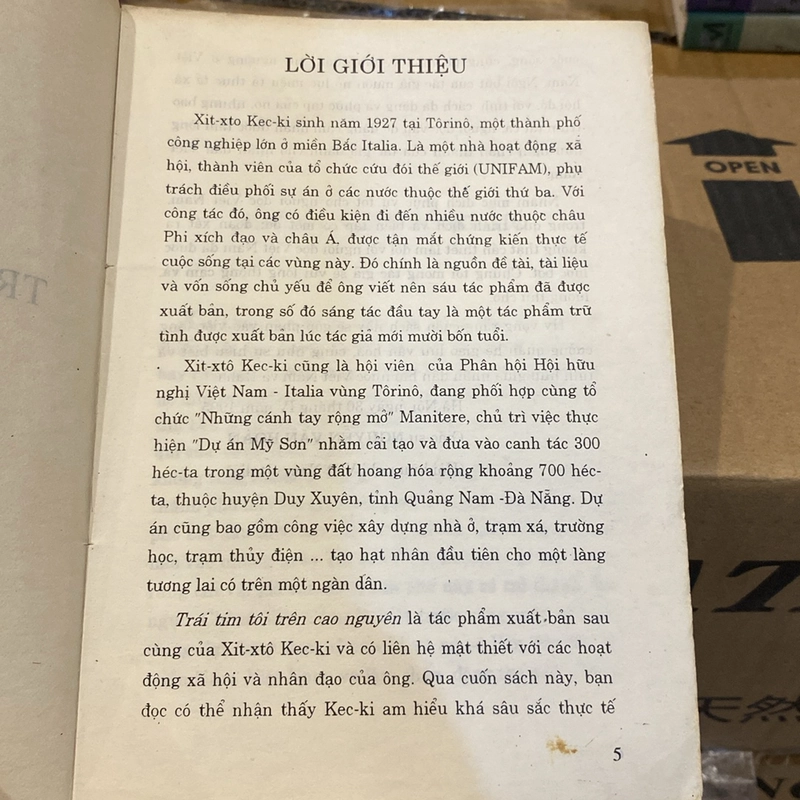 LỜI GIỚI THIỆU
Xit-xto Kec-ki sinh năm 1927 tại Tôrinô, một thành phố
công nghiệp lớn ở miền Bắc Italia. Là một nhà hoạt động xã
hội, thành viên của tổ chức cứu đói thế giới (UNIFAM), phụ
trách điều phối sự án ở các nước thuộc thế giới thứ ba. Với
công tác đó, ông có điều kiện đi đến nhiều nước thuộc châu
Phi xích đạo và châu Á, được tận mắt chứng kiến thực tế
cuộc sống tại các vùng này. Đó chính là nguồn đề tài, tài liệu
và vốn sống chủ yếu để ông viết nên sáu tác phẩm đã được
xuất bản, trong số đó sáng tác đầu tay là một tác phẩm trữ
tình được xuất bản lúc tác giả mới mười bốn tuổi.
Xit-xtô Kec-ki cũng là hội viên của Phân hội Hội hữu
nghị Việt Nam - Italia vùng Tôrinô, đang phối hợp cùng tổ
chức "Những cánh tay rộng mở" Manitere, chủ trì việc thực
hiện "Dự án Mỹ Sơn" nhằm cải tạo và đưa vào canh tác 300
héc-ta trong một vùng đất hoang hóa rộng khoảng 700 héc-
ta, thuộc huyện Duy Xuyên, tỉnh Quảng Nam -Đà Nẵng. Dự
án cũng bao gồm công việc xây dựng nhà ở, trạm xá, trường
học, trạm thủy điện ... tạo hạt nhân đầu tiên cho một làng
tương lai có trên một ngàn dân.
Trái tim tôi trên cao nguyên là tác phẩm xuất bản sau
cùng của Xit-xtô Kec-ki và có liên hệ mật thiết với các hoạt
động xã hội và nhân đạo của ông. Qua cuốn sách này, bạn
đọc có thể nhận thấy Kec-ki am hiểu khá sâu sắc thực tế
5
OPEN
天然